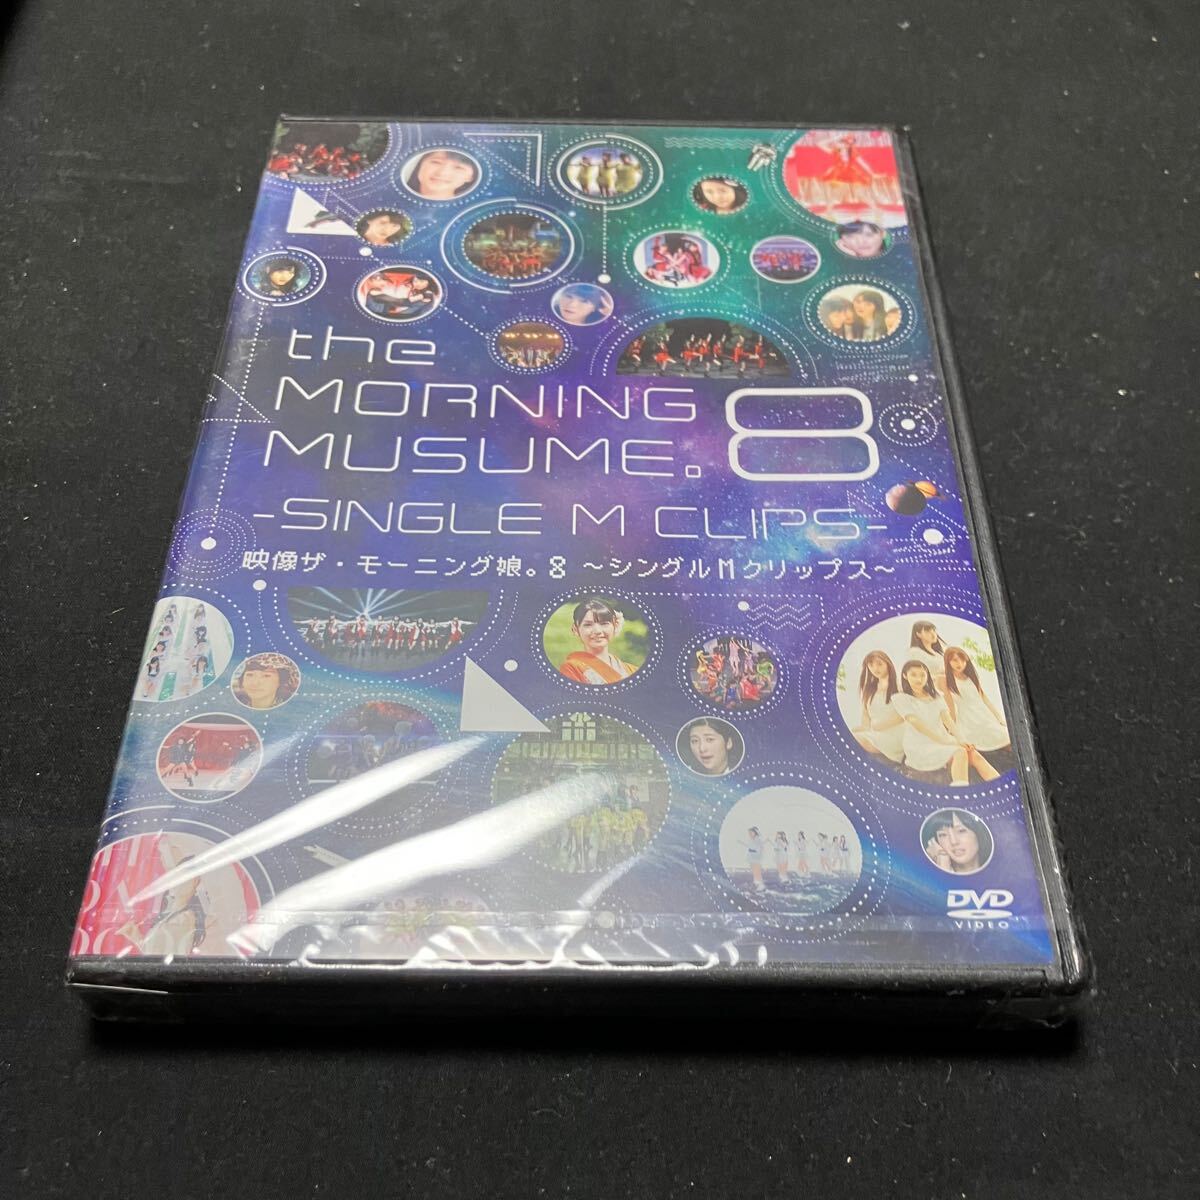 the
MORNING
MUSUME。8
-SINGLE M CLIPS-
映像ザ・モーニング娘。8 ～シングルMクリップス～
DVD
VIDEO